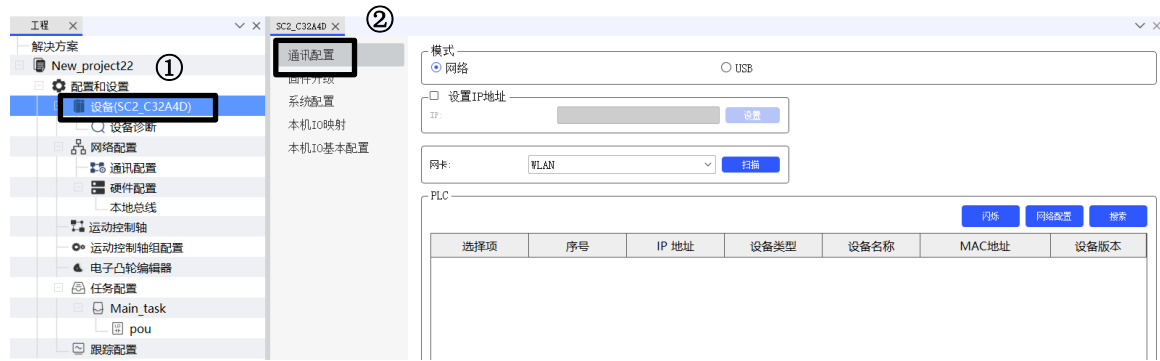 工程
SC2_C32A4D
②
解决方案
New_project22
①
配置和设置
设备(SC2_C32A4D)
设备诊断
网络配置
通讯配置
硬件配置
本地总线
运动控制轴
运动控制轴组配置
电子凸轮编辑器
任务配置
Main_task
pou
跟踪配置
通讯配置
固件升级
系统配置
本机IO映射
本机IO基本配置
模式
网络 USB
设置IP地址
IP: 设置
网卡: WLAN 扫描
PLC
闪烁 网络配置 搜索
选择项 序号 IP 地址 设备类型 设备名称 MAC地址 设备版本